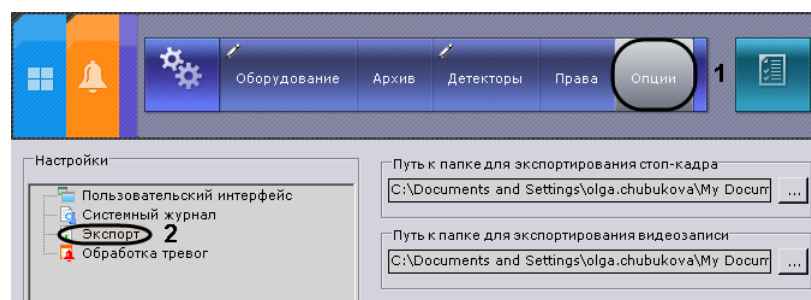 Оборудование Архив Детекторы Права Опции 1
Настройки
Пользовательский интерфейс
Системный журнал
Экспорт 2
Обработка тревог
Путь к папке для экспортирования стоп-кадра
C:\Documents and Settings\olga.chubukova\My Docum ...
Путь к папке для экспортирования видеозаписи
C:\Documents and Settings\olga.chubukova\My Docum ...